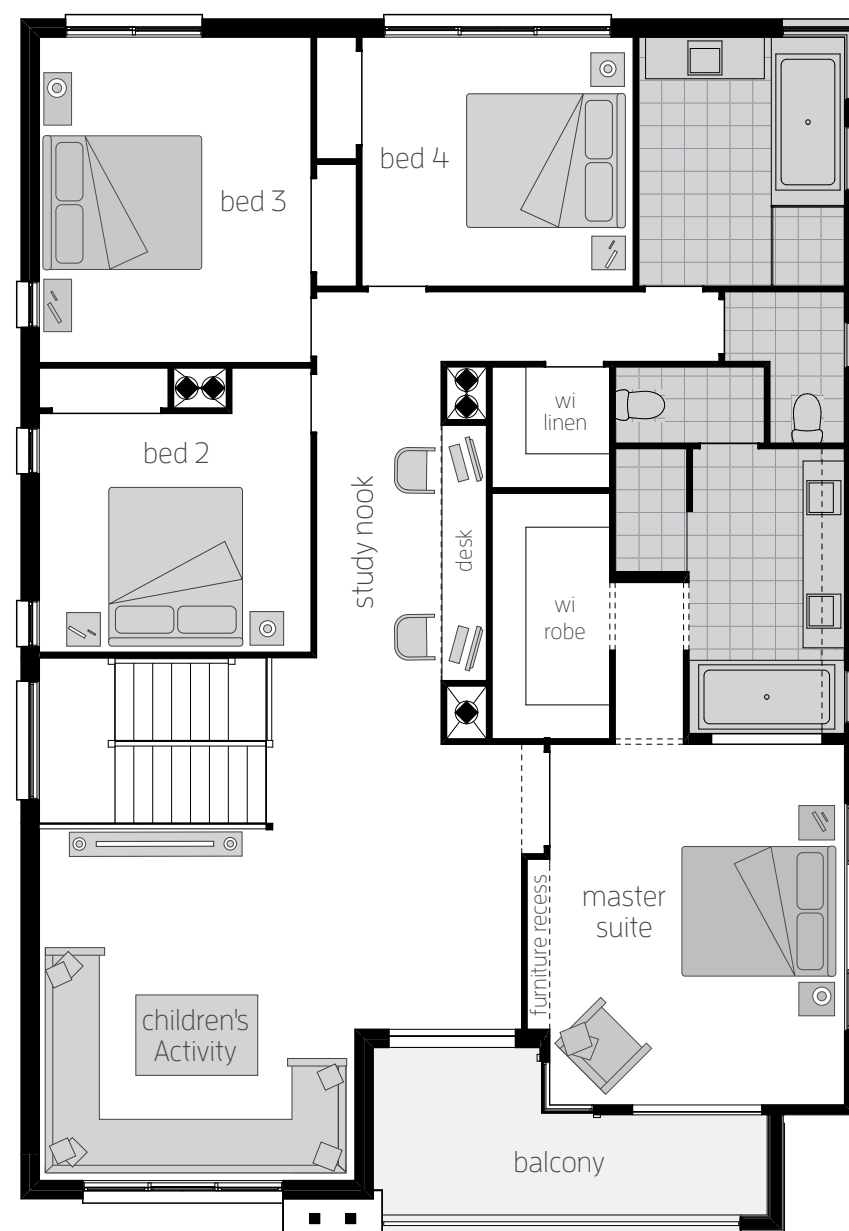 bed 3
bed 4
wi
linen
bed 2
study nook
desk
wi
robe
master
suite
furniture recess
children's
Activity
balcony